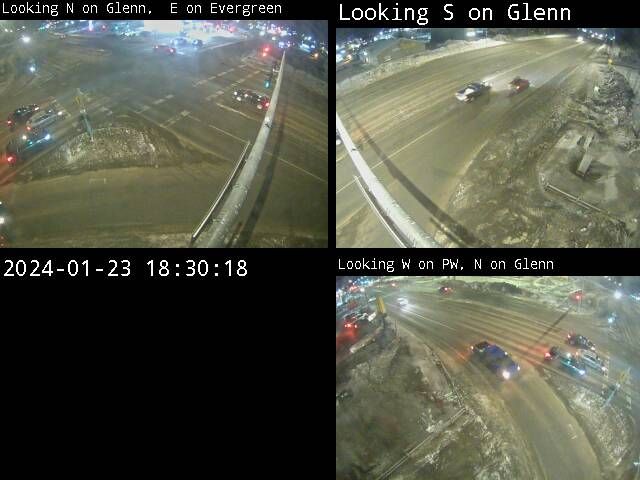 Looking N on Glenn,  E on Evergreen
Looking S on Glenn
2024-01-23 18:30:18
Looking W on PW, N on Glenn